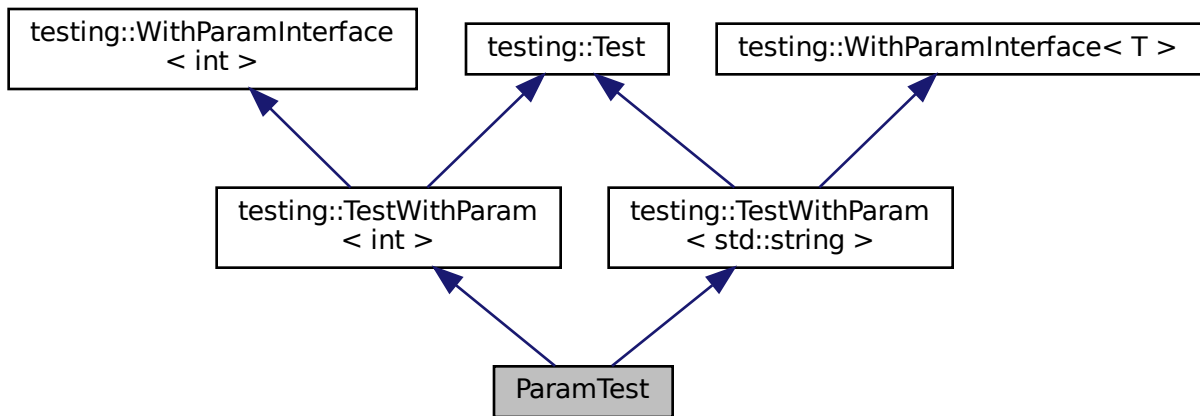 testing::WithParamInterface
< int >
testing::Test
testing::WithParamInterface< T >
testing::TestWithParam
< int >
testing::TestWithParam
< std::string >
ParamTest